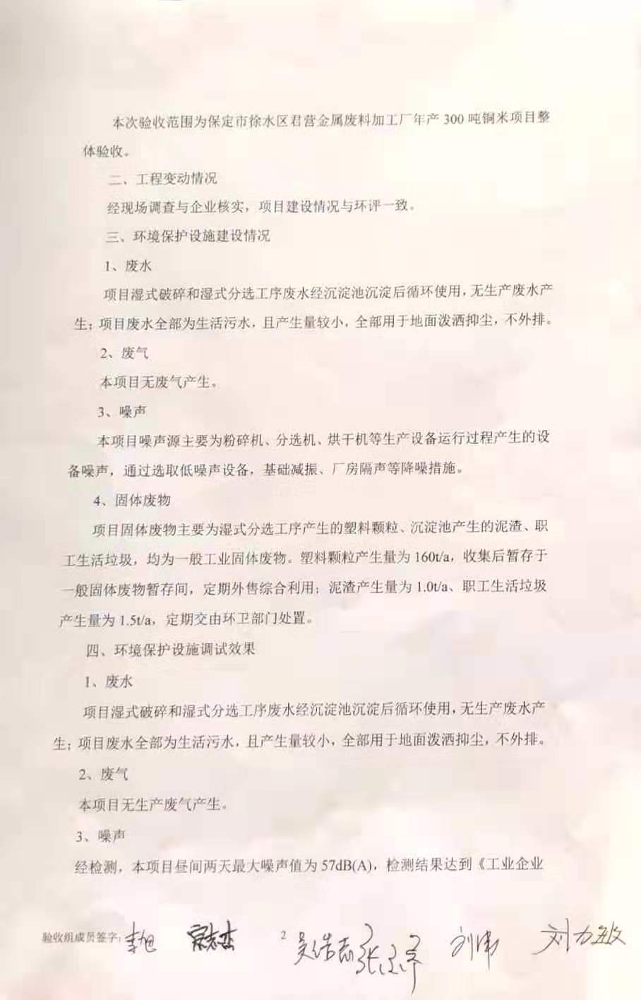 本次验收范围为保定市徐水区君营金属废料加工厂年产 300 吨铜米项目整
体验收。
二、工程变动情况
经现场调查与企业核实，项目建设情况与环评一致。
三、环境保护设施建设情况
1、废水
项目湿式破碎和湿式分选工序废水经沉淀池沉淀后循环使用，无生产废水产
生；项目废水全部为生活污水，且产生量较小，全部用于地面泼洒抑尘，不外排。
2、废气
本项目无废气产生。
3、噪声
本项目噪声源主要为粉碎机、分选机、烘干机等生产设备运行过程产生的设
备噪声，通过选取低噪声设备，基础减振、厂房隔声等降噪措施。
4、固体废物
项目固体废物主要为湿式分选工序产生的塑料颗粒、沉淀池产生的泥渣、职
工生活垃圾，均为一般工业固体废物。塑料颗粒产生量为 160t/a，收集后暂存于
一般固体废物暂存间，定期外售综合利用；泥渣产生量为 1.0t/a、职工生活垃圾
产生量为 1.5t/a，定期交由环卫部门处置。
四、环境保护设施调试效果
1、废水
项目湿式破碎和湿式分选工序废水经沉淀池沉淀后循环使用，无生产废水产
生；项目废水全部为生活污水，且产生量较小，全部用于地面泼洒抑尘，不外排。
2、废气
本项目无生产废气产生。
3、噪声
经检测，本项目昼间两天最大噪声值为 57dB(A)，检测结果达到《工业企业
验收组成员签字：李旭 宗志杰 2 刘伟 刘力敏